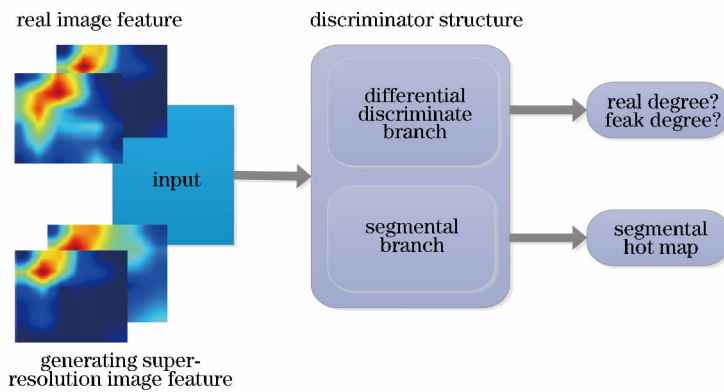 real image feature
discriminator structure
input
differential
discriminate
branch
segmental
branch
real degree?
feak degree?
segmental
hot map
generating super-
resolution image feature